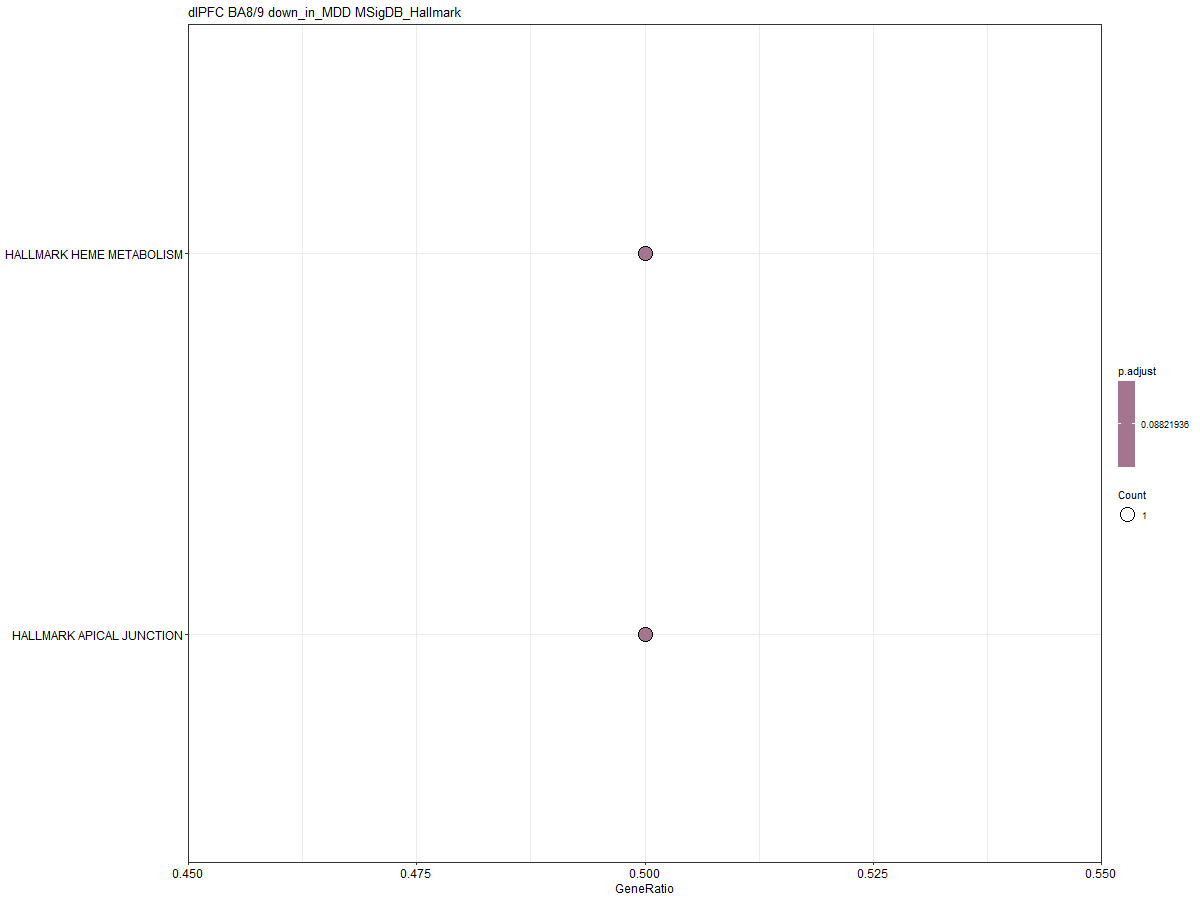 dlPFC BA8/9 down_in_MDD MSigDB_Hallmark
HALLMARK HEME METABOLISM
HALLMARK APICAL JUNCTION
0.450
0.475
0.500
0.525
0.550
GeneRatio
p.adjust
0.08821936
Count
1